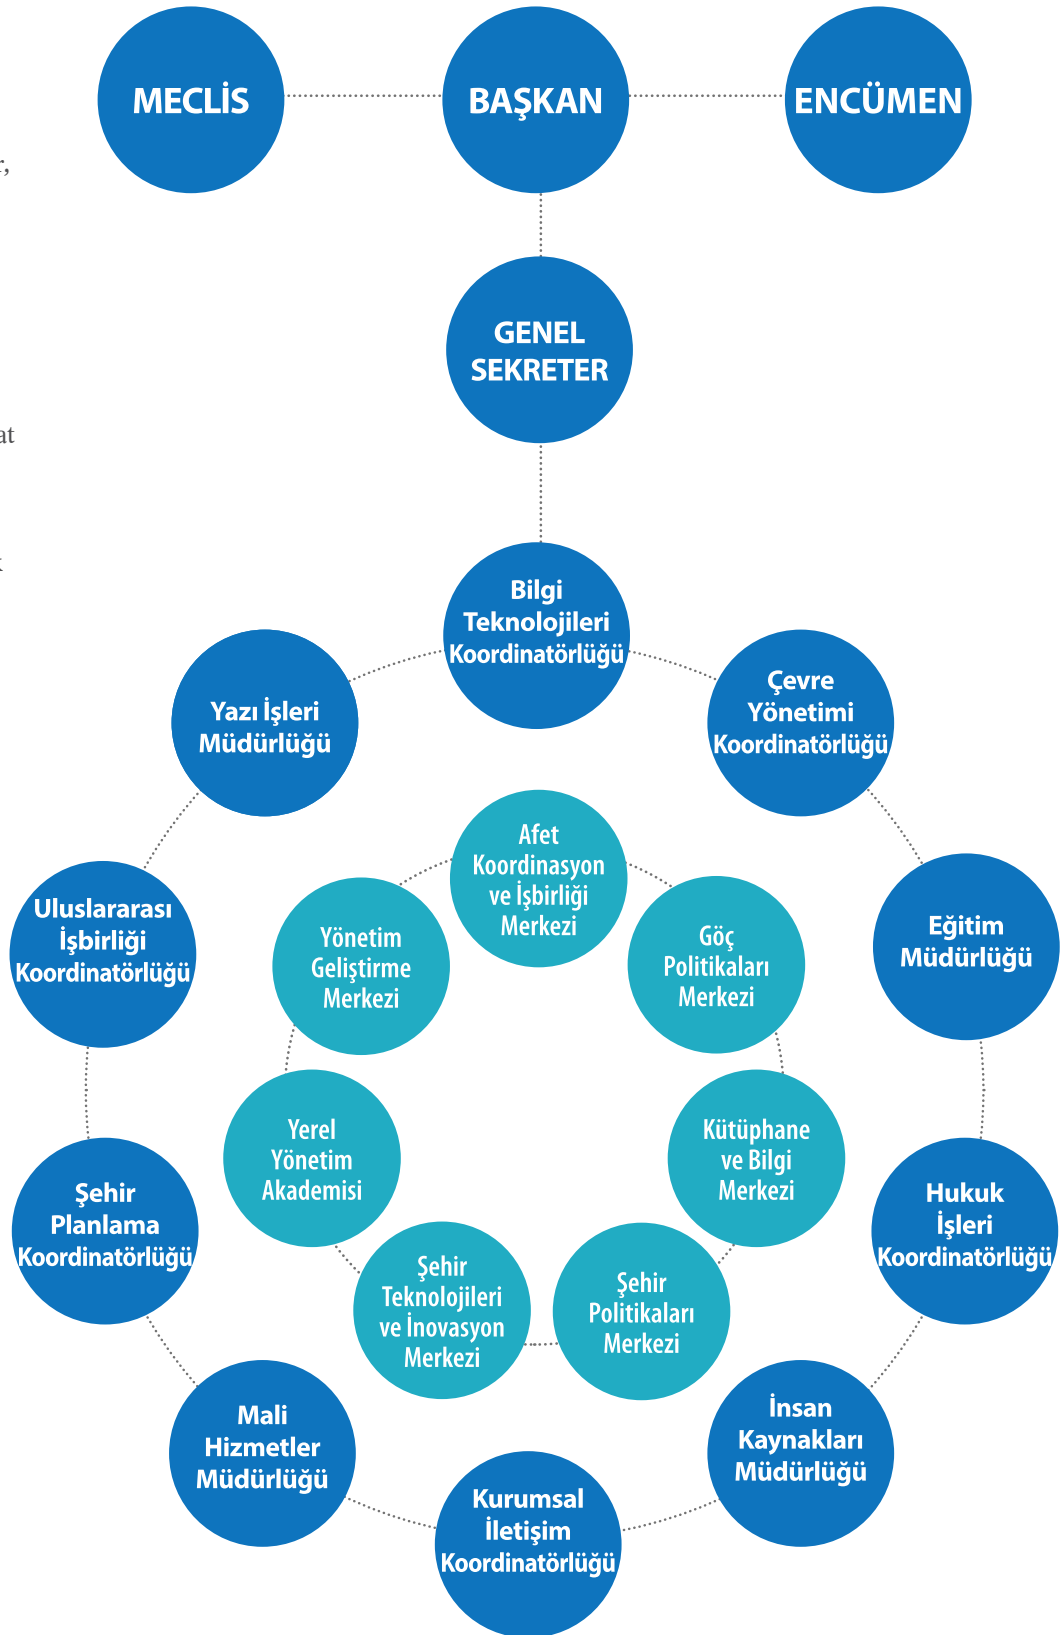 MECLİS
BAŞKAN
ENCÜMEN
r,
GENEL
SEKRETER
at
k
Bilgi
Teknolojileri
Koordinatörlüğü
Çevre
Yönetimi
Koordinatörlüğü
Eğitim
Müdürlüğü
Hukuk
İşleri
Koordinatörlüğü
İnsan
Kaynakları
Müdürlüğü
Kurumsal
İletişim
Koordinatörlüğü
Mali
Hizmetler
Müdürlüğü
Şehir
Planlama
Koordinatörlüğü
Uluslararası
İşbirliği
Koordinatörlüğü
Yazı İşleri
Müdürlüğü
Afet
Koordinasyon
ve İşbirliği
Merkezi
Göç
Politikaları
Merkezi
Kütüphane
ve Bilgi
Merkezi
Şehir
Politikaları
Merkezi
Şehir
Teknolojileri
ve İnovasyon
Merkezi
Yerel
Yönetim
Akademisi
Yönetim
Geliştirme
Merkezi